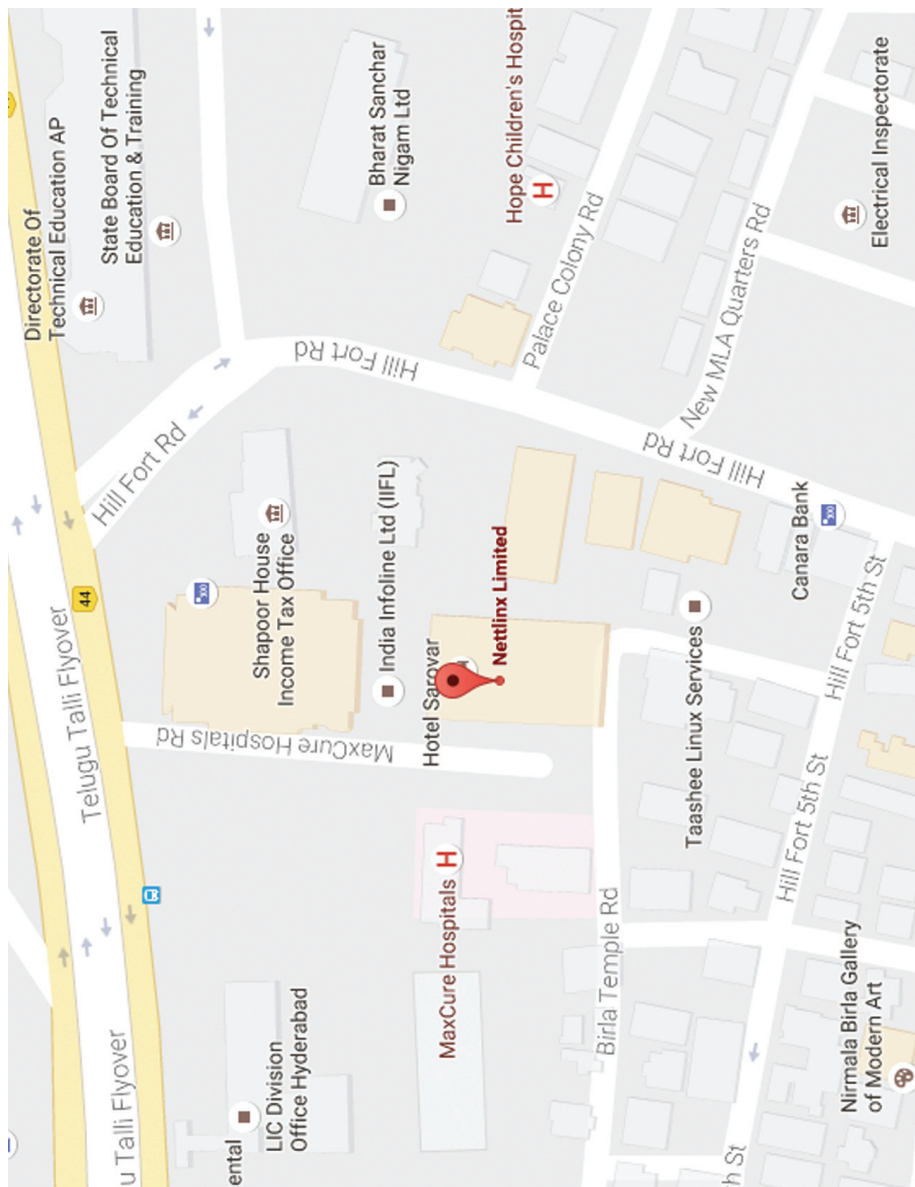 Directorate Of
Technical Education AP
State Board Of Technical
Education & Training
Bharat Sanchar
Nigam Ltd
Hope Children's Hospit
Palace Colony Rd
New MLA Quarters Rd
Electrical Inspectorate
Hill Fort Rd
Hill Fort Rd
Hill Fort Rd
44
Telugu Talli Flyover
Shapoor House
Income Tax Office
India Infoline Ltd (IIFL)
Hotel Sarovar
Nettlinx Limited
Canara Bank
Hill Fort 5th St
MaxCure Hospitals Rd
Taashee Linux Services
Hill Fort 5th St
MaxCure Hospitals
H
H
Birla Temple Rd
Nirmala Birla Gallery
of Modern Art
LIC Division
Office Hyderabad
u Talli Flyover
ental
h St